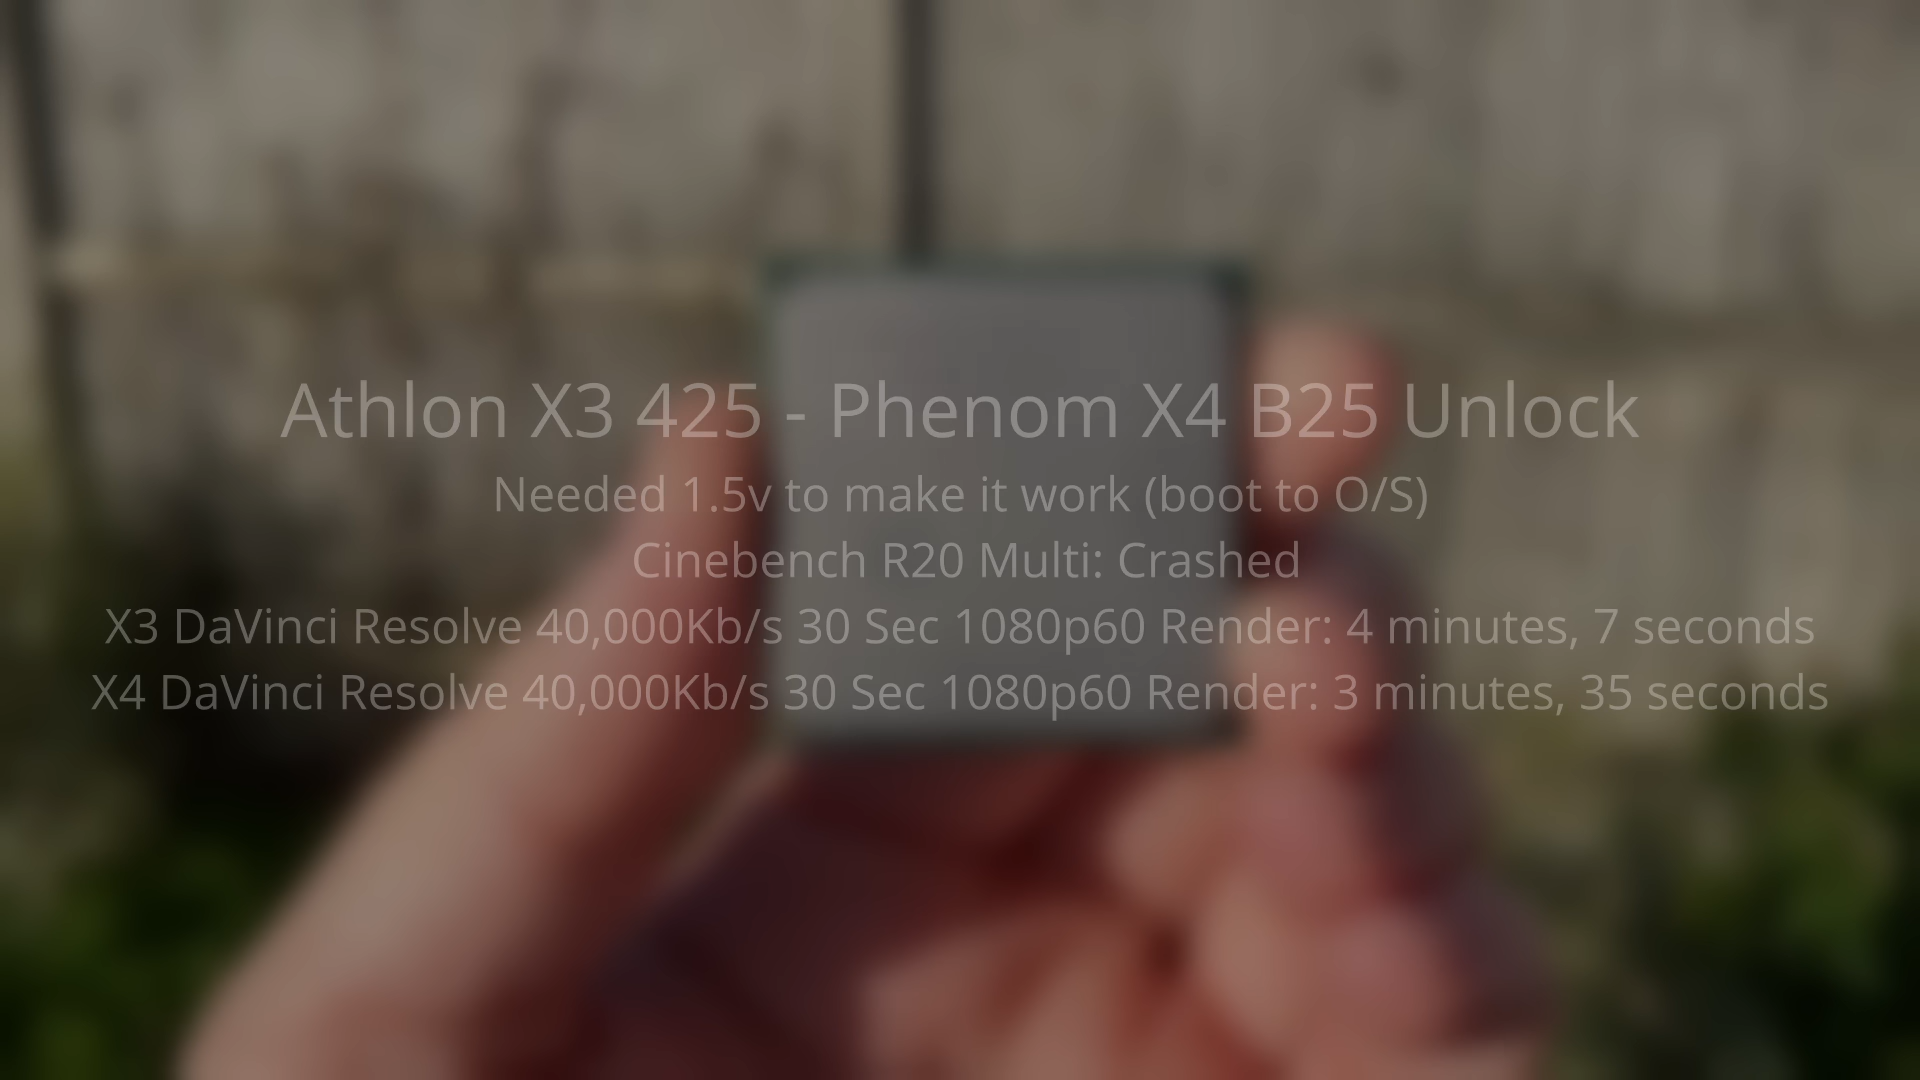 Athlon X3 425 - Phenom X4 B25 Unlock
Needed 1.5v to make it work (boot to O/S)
Cinebench R20 Multi: Crashed
X3 DaVinci Resolve 40,000Kb/s 30 Sec 1080p60 Render: 4 minutes, 7 seconds
X4 DaVinci Resolve 40,000Kb/s 30 Sec 1080p60 Render: 3 minutes, 35 seconds